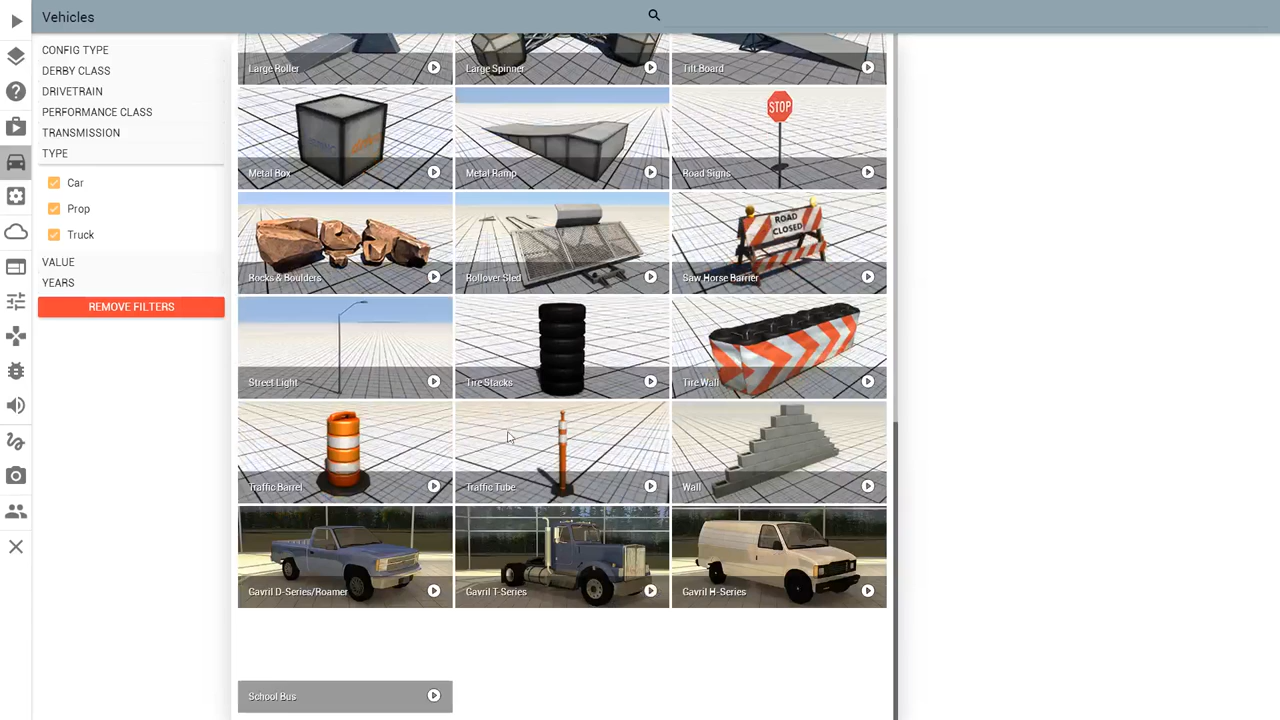 Vehicles
CONFIG TYPE
DERBY CLASS
DRIVETRAIN
PERFORMANCE CLASS
TRANSMISSION
TYPE
Car
Prop
Truck
VALUE
YEARS
REMOVE FILTERS
Large Roller
Large Spinner
Tilt Board
Metal Box
Metal Ramp
STOP
Road Signs
Rocks & Boulders
Rollover Sled
ROAD
CLOSED
Saw Horse Barrier
Street Light
Tire Stacks
Tire Wall
Traffic Barrel
Traffic Tube
Wall
Gavril D-Series/Roamer
Gavril T-Series
Gavril H-Series
School Bus